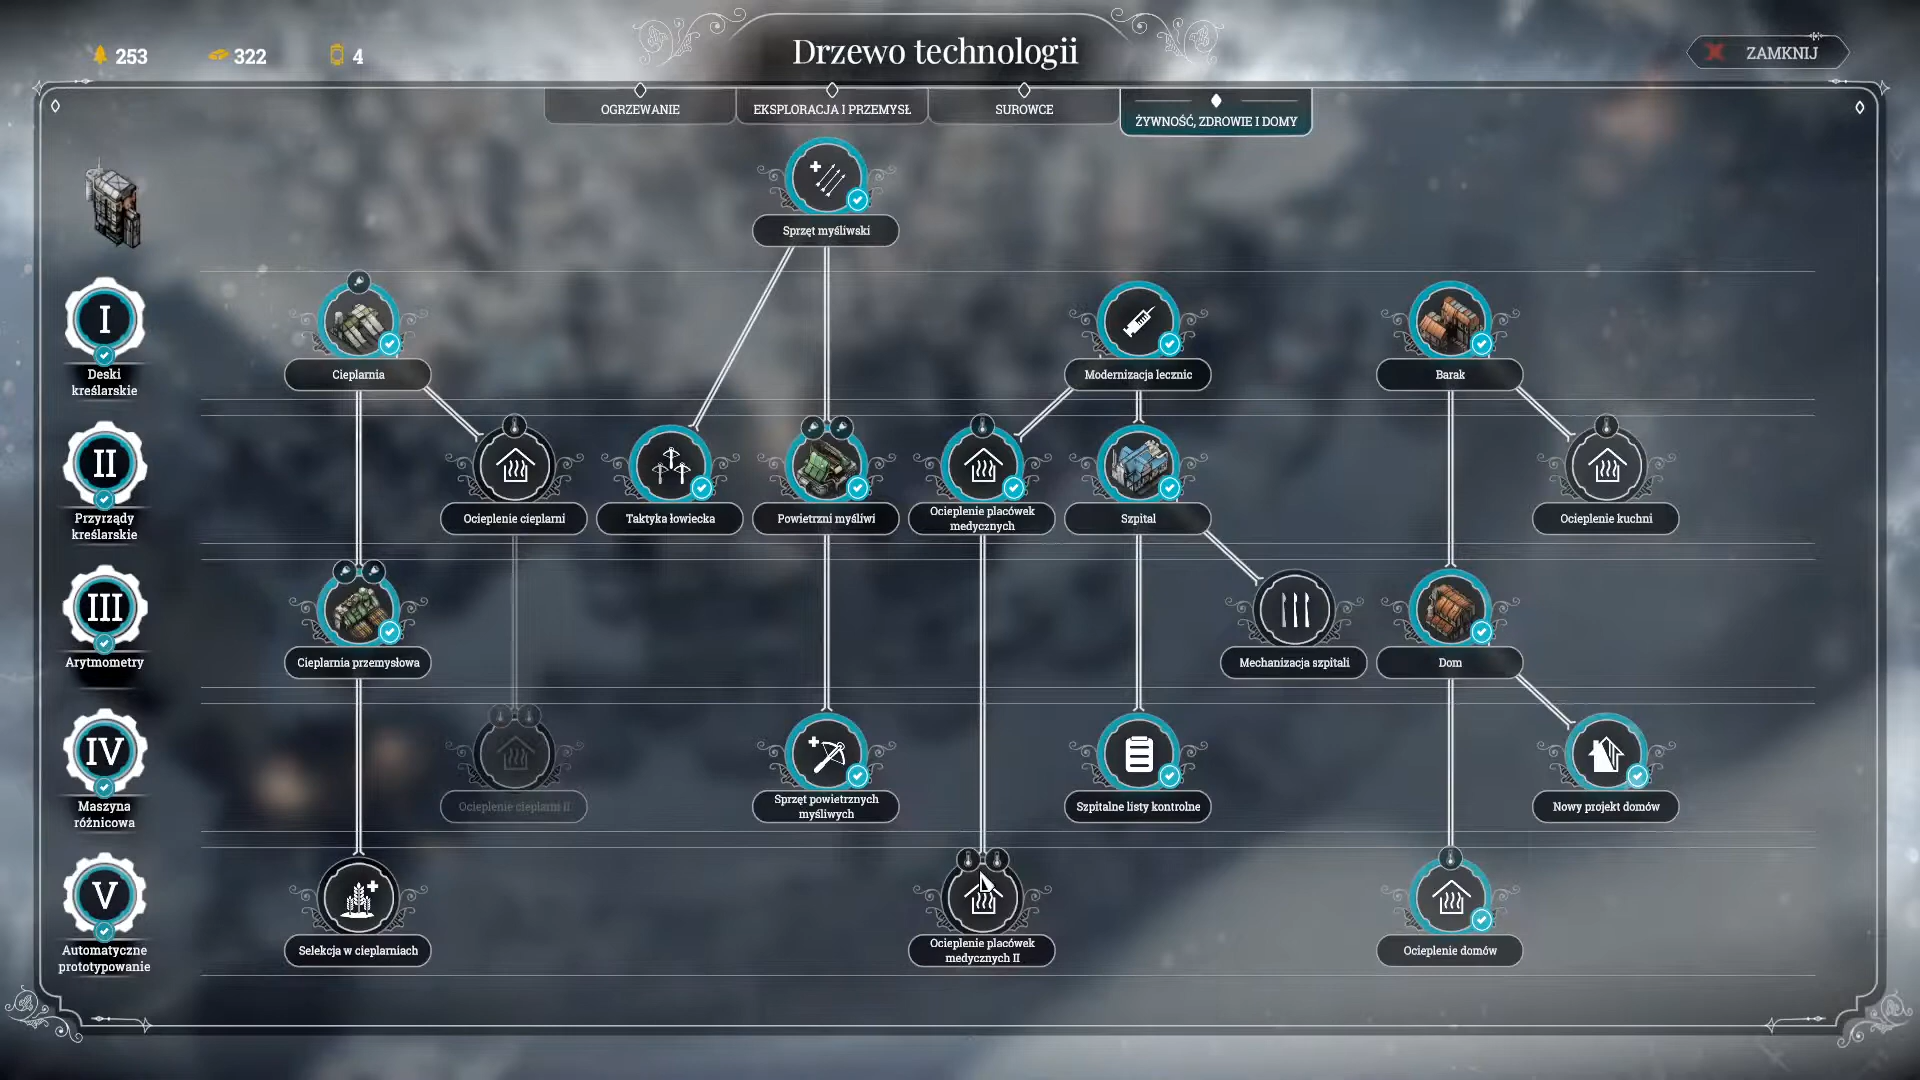 253
322
4
Drzewo technologii
ZAMKNIJ
OGRZEWANIE
EKSPLORACJA I PRZEMYSŁ
SUROWCE
ŻYWNOŚĆ, ZDROWIE I DOMY
Sprzęt myśliwski
I
Deski
kreślarskie
Cieplarnia
Modernizacja lecznic
Barak
II
Przyrządy
kreślarskie
Ocieplenie cieplarni
Taktyka łowiecka
Powietrzni myśliwi
Ocieplenie placówek
medycznych
Szpital
Ocieplenie kuchni
III
Arytmometry
Cieplarnia przemysłowa
Mechanizacja szpitali
Dom
IV
Maszyna
różnicowa
Ocieplenie cieplarni II
Sprzęt powietrznych
myśliwych
Szpitalne listy kontrolne
Nowy projekt domów
V
Automatyczne
prototypowanie
Selekcja w cieplarniach
Ocieplenie placówek
medycznych II
Ocieplenie domów